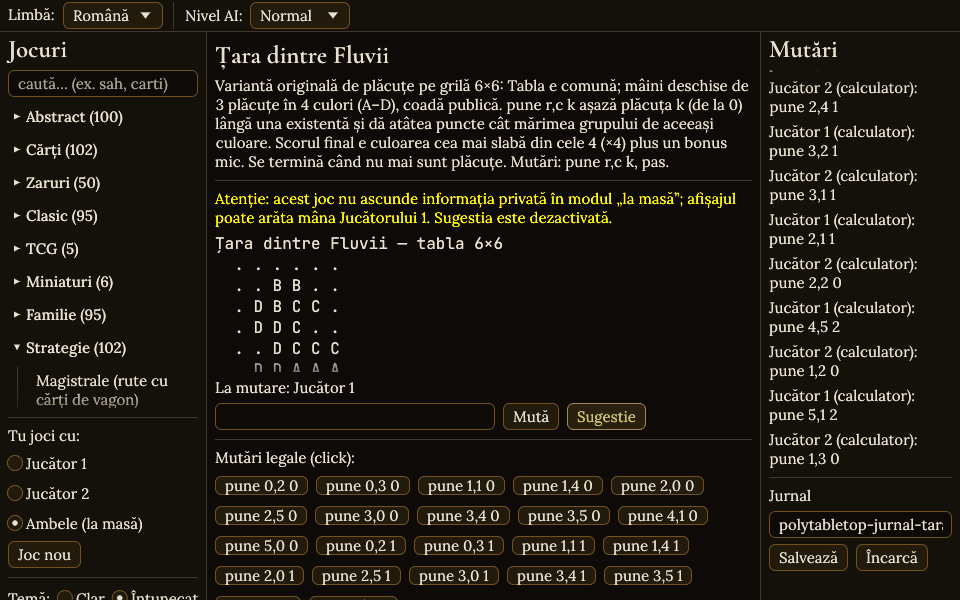 Limbă:
Română ▼
Nivel AI:
Normal ▼
Jocuri
caută... (ex. sah, carti)
▸ Abstract (100)
▸ Cărți (102)
▸ Zaruri (50)
▸ Clasic (95)
▸ TCG (5)
▸ Miniaturi (6)
▸ Familie (95)
▾ Strategie (102)
Magistrale (rute cu
cărți de vagon)
Tu joci cu:
Jucător 1
Jucător 2
Ambele (la masă)
Joc nou
Temă: Clar Întunecat
Țara dintre Fluvii
Variantă originală de plăcuțe pe grilă 6×6: Tabla e comună; mâini deschise de
3 plăcuțe în 4 culori (A–D), coadă publică. pune r,c k așază plăcuța k (de la 0)
lângă una existentă și dă atâtea puncte cât mărimea grupului de aceeași
culoare. Scorul final e culoarea cea mai slabă din cele 4 (×4) plus un bonus
mic. Se termină când nu mai sunt plăcuțe. Mutări: pune r,c k, pas.
Atenție: acest joc nu ascunde informația privată în modul „la masă”; afișajul
poate arăta mâna Jucătorului 1. Sugestia este dezactivată.
Țara dintre Fluvii — tabla 6×6
. . . . . .
. . B B . .
. D B C C .
. D D C . .
. . D C C C
. D D A A A
La mutare: Jucător 1
Mută
Sugestie
Mutări legale (click):
pune 0,2 0 pune 0,3 0 pune 1,1 0 pune 1,4 0 pune 2,0 0
pune 2,5 0 pune 3,0 0 pune 3,4 0 pune 3,5 0 pune 4,1 0
pune 5,0 0 pune 0,2 1 pune 0,3 1 pune 1,1 1 pune 1,4 1
pune 2,0 1 pune 2,5 1 pune 3,0 1 pune 3,4 1 pune 3,5 1
Mutări
Jucător 2 (calculator):
pune 2,4 1
Jucător 1 (calculator):
pune 3,2 1
Jucător 2 (calculator):
pune 3,1 1
Jucător 1 (calculator):
pune 2,1 1
Jucător 2 (calculator):
pune 2,2 0
Jucător 1 (calculator):
pune 4,5 2
Jucător 2 (calculator):
pune 1,2 0
Jucător 1 (calculator):
pune 5,1 2
Jucător 2 (calculator):
pune 1,3 0
Jurnal
polytabletop-jurnal-tar
Salvează
Încarcă